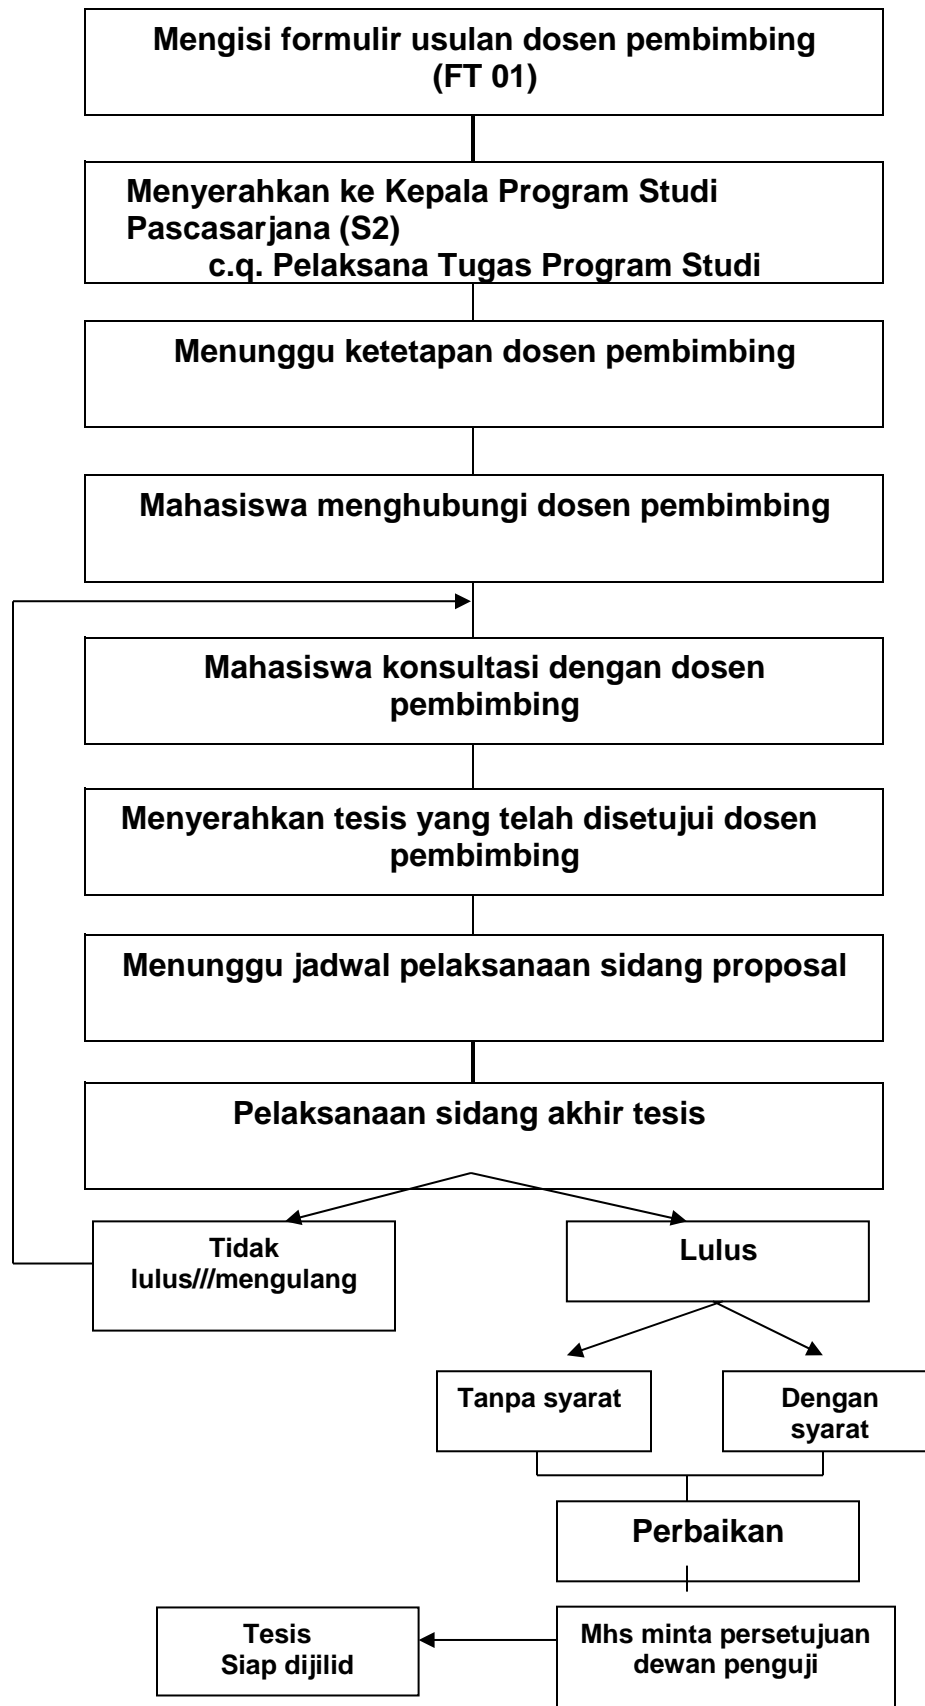 Mengisi formulir usulan dosen pembimbing
(FT 01)
Menyerahkan ke Kepala Program Studi
Pascasarjana (S2)
c.q. Pelaksana Tugas Program Studi
Menunggu ketetapan dosen pembimbing
Mahasiswa menghubungi dosen pembimbing
Mahasiswa konsultasi dengan dosen
pembimbing
Menyerahkan tesis yang telah disetujui dosen
pembimbing
Menunggu jadwal pelaksanaan sidang proposal
Pelaksanaan sidang akhir tesis
Tidak
lulus///mengulang
Lulus
Tanpa syarat
Dengan
syarat
Perbaikan
Tesis
Siap dijilid
Mhs minta persetujuan
dewan penguji